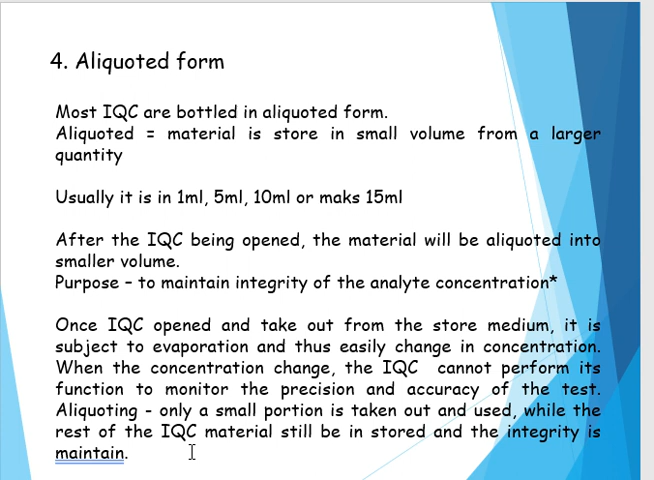 4. Aliquoted form
Most IQC are bottled in aliquoted form.
Aliquoted = material is store in small volume from a larger
quantity
Usually it is in 1ml, 5ml, 10ml or maks 15ml
After the IQC being opened, the material will be aliquoted into
smaller volume.
Purpose – to maintain integrity of the analyte concentration*
Once IQC opened and take out from the store medium, it is
subject to evaporation and thus easily change in concentration.
When the concentration change, the IQC cannot perform its
function to monitor the precision and accuracy of the test.
Aliquoting - only a small portion is taken out and used, while the
rest of the IQC material still be in stored and the integrity is
maintain.